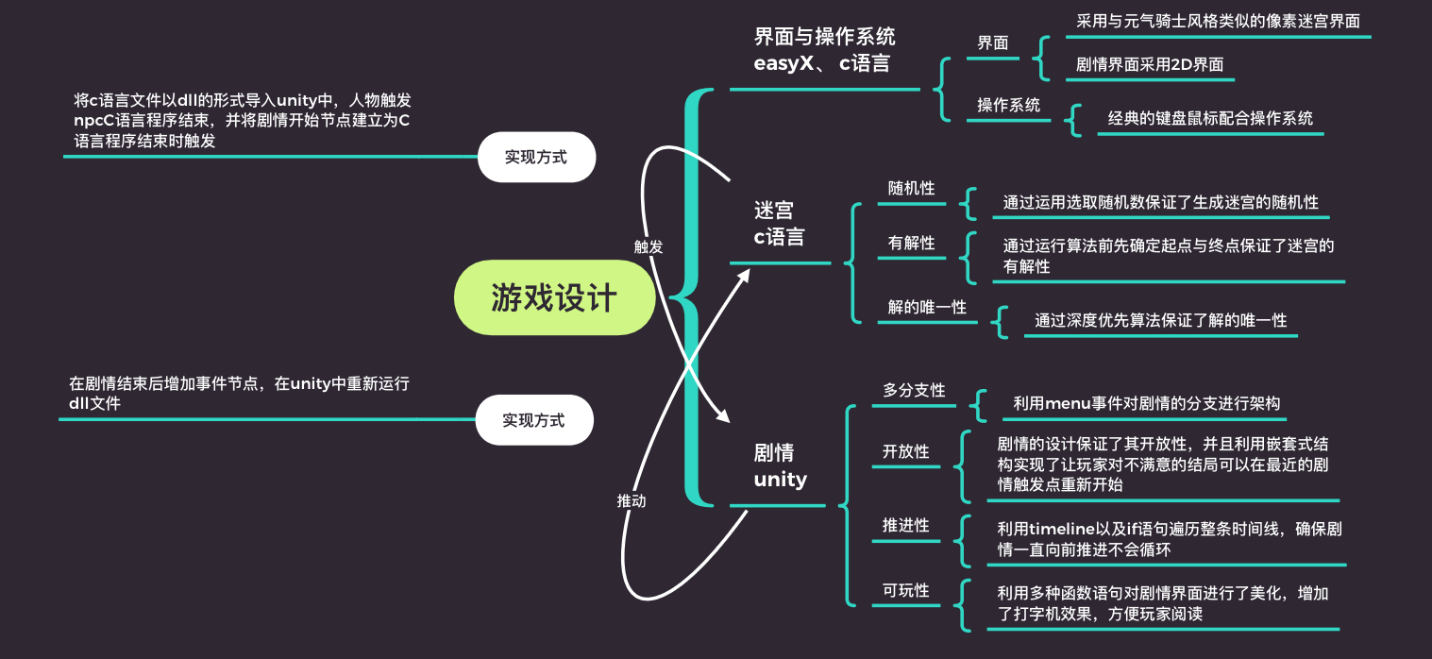 游戏设计
界面与操作系统
easyX、 c语言
界面
采用与元气骑士风格类似的像素迷宫界面
剧情界面采用2D界面
操作系统
经典的键盘鼠标配合操作系统
迷宫
c语言
随机性
通过运用选取随机数保证了生成迷宫的随机性
有解性
通过运行算法前先确定起点与终点保证了迷宫的
有解性
解的唯一性
通过深度优先算法保证了解的唯一性
剧情
unity
多分支性
利用menu事件对剧情的分支进行架构
开放性
剧情的设计保证了其开放性，并且利用嵌套式结
构实现了让玩家对不满意的结局可以在最近的剧
情触发点重新开始
推进性
利用timeline以及if语句遍历整条时间线，确保剧
情一直向前推进不会循环
可玩性
利用多种函数语句对剧情界面进行了美化，增加
了打字机效果，方便玩家阅读
触发
推动
实现方式
将c语言文件以dll的形式导入unity中，人物触发
npcC语言程序结束，并将剧情开始节点建立为C
语言程序结束时触发
实现方式
在剧情结束后增加事件节点，在unity中重新运行
dll文件